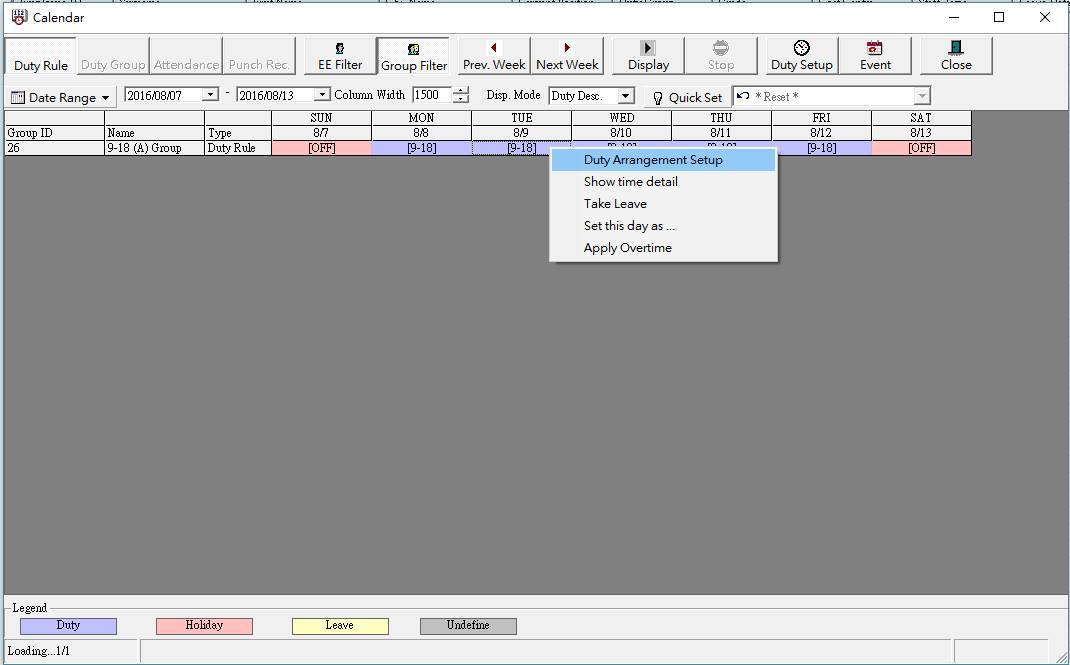 Calendar
Duty Rule Duty Group Attendance Punch Rec. EE Filter Group Filter Prev. Week Next Week Display Stop Duty Setup Event Close
Date Range 2016/08/07 - 2016/08/13 Column Width 1500 Disp. Mode Duty Desc. Quick Set * Reset *
SUN MON TUE WED THU FRI SAT
Group ID Name Type 8/7 8/8 8/9 8/10 8/11 8/12 8/13
26 9-18 (A) Group Duty Rule [OFF] [9-18] [9-18] [9-18] [OFF]
Duty Arrangement Setup
Show time detail
Take Leave
Set this day as ...
Apply Overtime
Legend
Duty Holiday Leave Undefine
Loading...1/1